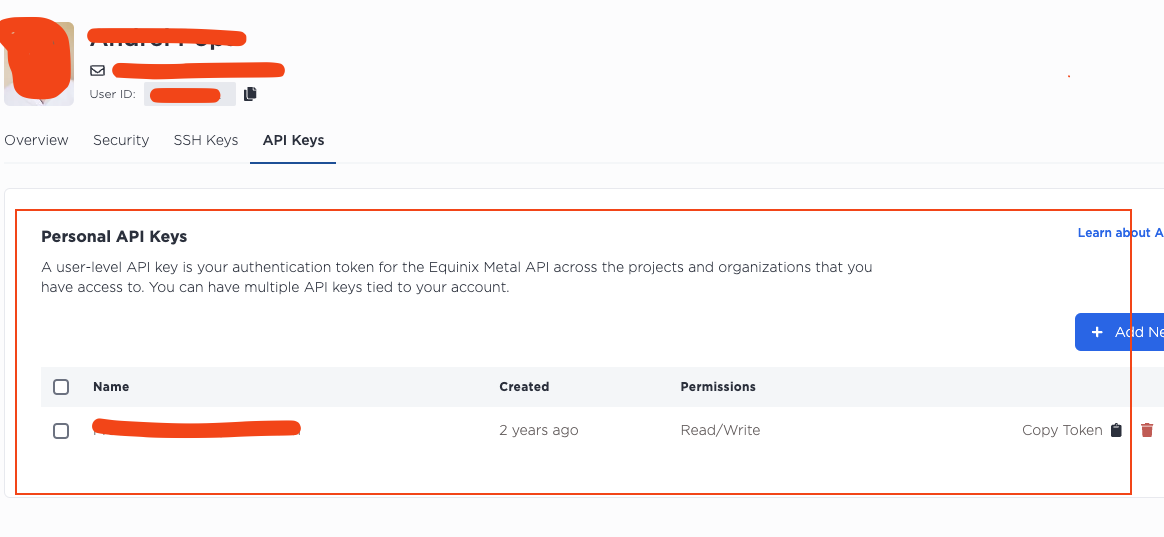 User ID:
Overview Security SSH Keys API Keys
Personal API Keys
Learn about A
A user-level API key is your authentication token for the Equinix Metal API across the projects and organizations that you
have access to. You can have multiple API keys tied to your account.
+ Add Ne
Name Created Permissions
2 years ago Read/Write Copy Token